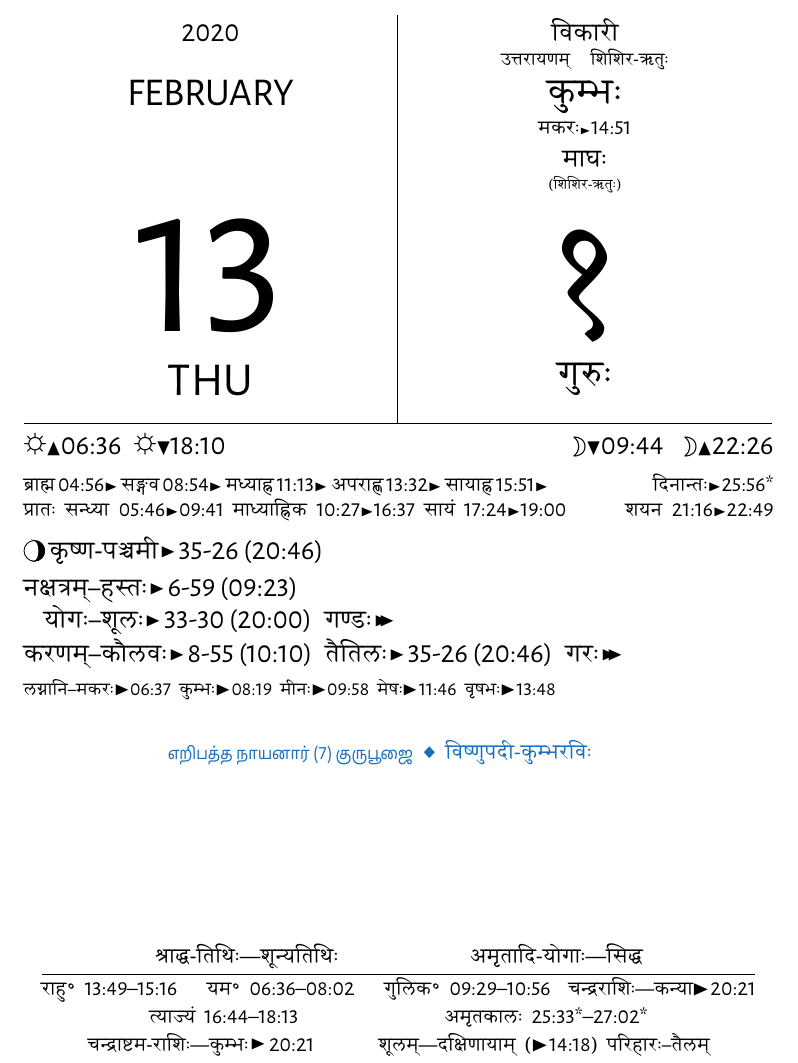 2020
FEBRUARY
13
THU
विकारी
उत्तरायणम् शिशिर-ऋतुः
कुम्भः
मकरः►14:51
माघः
(शिशिर-ऋतुः)
१
गुरुः
☼▲06:36 ☼▼18:10 ☽▼09:44 ☽▲22:26
ब्राह्म 04:56► सङ्गव 08:54► मध्याह्न 11:13► अपराह्ण 13:32► सायाह्न 15:51► दिनान्तः►25:56*
प्रातः सन्ध्या 05:46►09:41 माध्याह्निक 10:27►16:37 सायं 17:24►19:00 शयन 21:16►22:49
कृष्ण-पञ्चमी►35-26 (20:46)
नक्षत्रम्–हस्तः►6-59 (09:23)
योगः–शूलः►33-30 (20:00) गण्डः►►
करणम्–कौलवः►8-55 (10:10) तैतिलः►35-26 (20:46) गरः►►
लग्नानि–मकरः►06:37 कुम्भः►08:19 मीनः►09:58 मेषः►11:46 वृषभः►13:48
எறிபத்த நாயனார் (7) குருபூஜை ◆ विष्णुपदी-कुम्भरविः
श्राद्ध-तिथिः—शून्यतिथिः अमृतादि-योगाः—सिद्ध
राहु॰ 13:49–15:16 यम॰ 06:36–08:02 गुलिक॰ 09:29–10:56 चन्द्रराशिः—कन्या►20:21
त्याज्यं 16:44–18:13 अमृतकालः 25:33*–27:02*
चन्द्राष्टम-राशिः—कुम्भः► 20:21 शूलम्—दक्षिणायाम् (►14:18) परिहारः–तैलम्